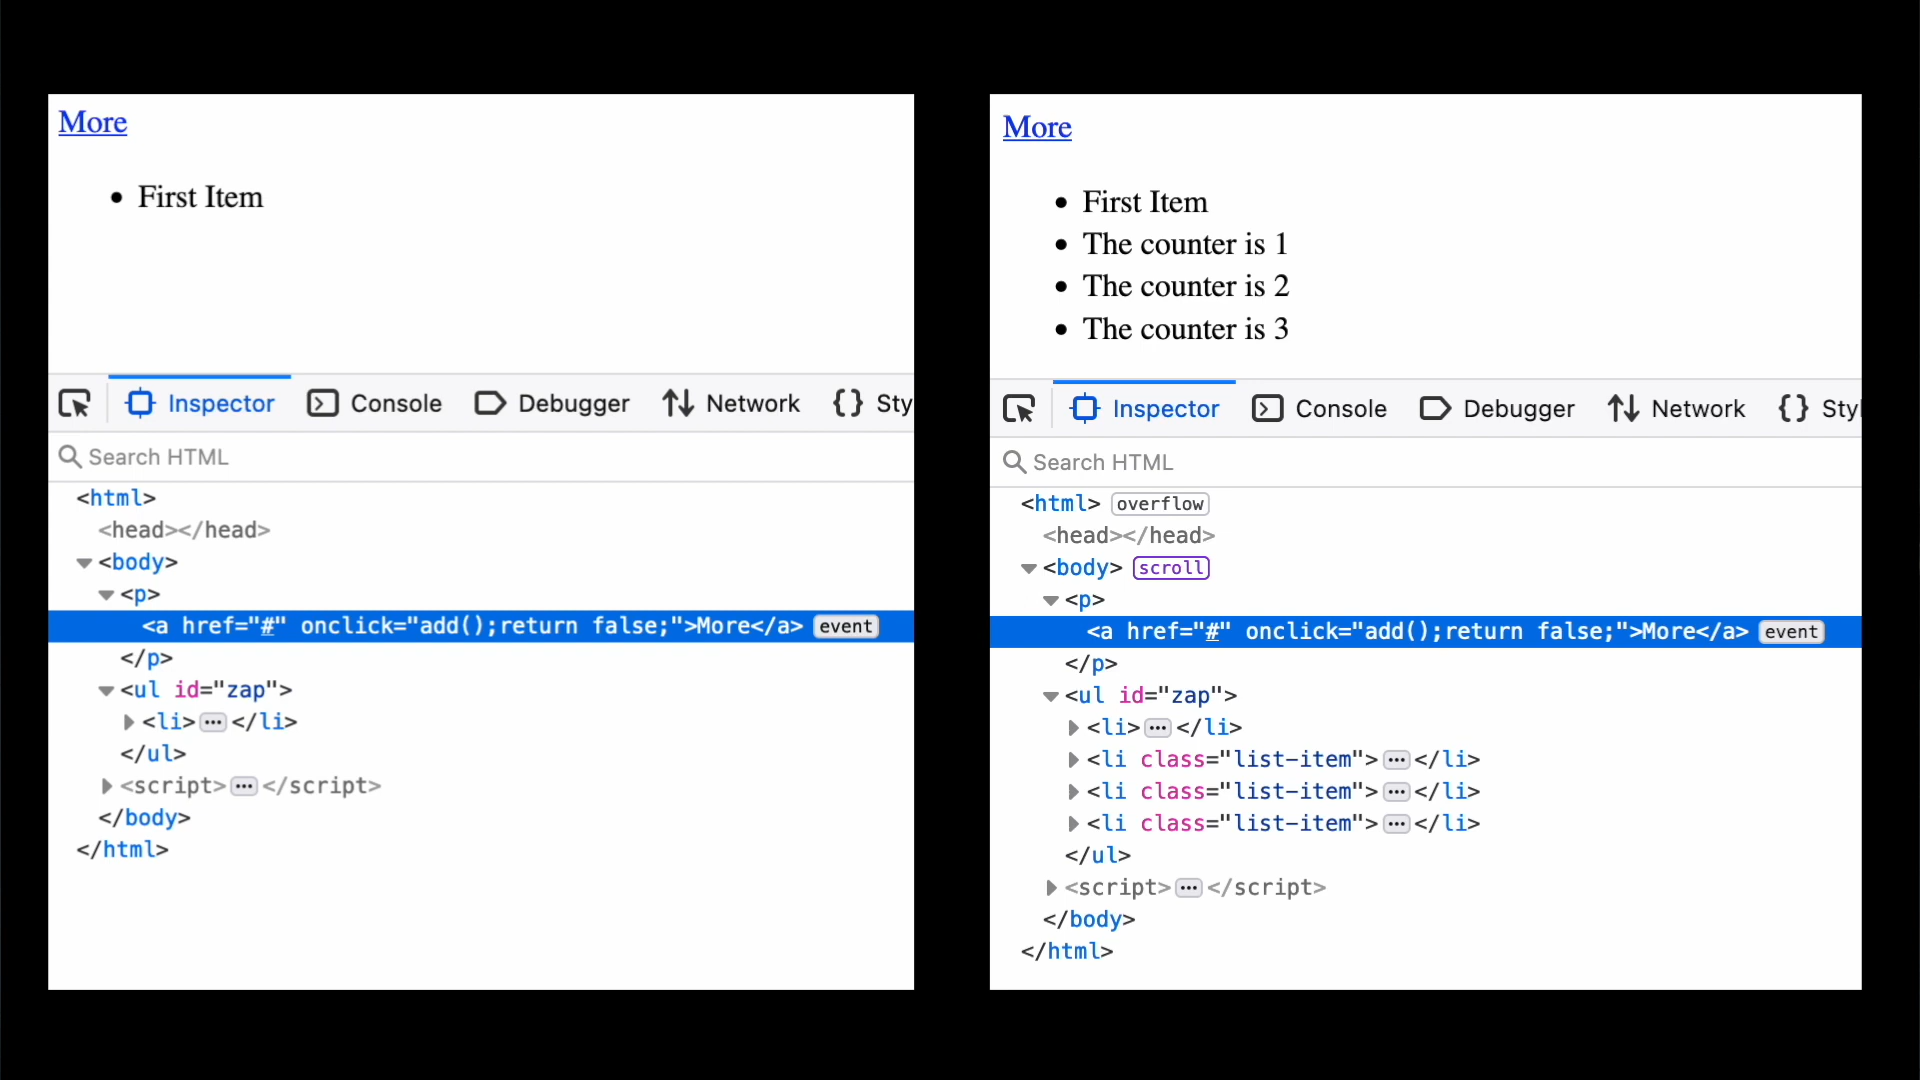 More
• First Item
Inspector Console Debugger Network {} Sty
Search HTML
<html>
<head></head>
<body>
<p>
<a href="#" onclick="add();return false;">More</a> event
</p>
<ul id="zap">
<li>…</li>
</ul>
<script>…</script>
</body>
</html>
More
• First Item
• The counter is 1
• The counter is 2
• The counter is 3
Inspector Console Debugger Network {} Styl
Search HTML
<html> overflow
<head></head>
<body> scroll
<p>
<a href="#" onclick="add();return false;">More</a> event
</p>
<ul id="zap">
<li>…</li>
<li class="list-item">…</li>
<li class="list-item">…</li>
<li class="list-item">…</li>
</ul>
<script>…</script>
</body>
</html>